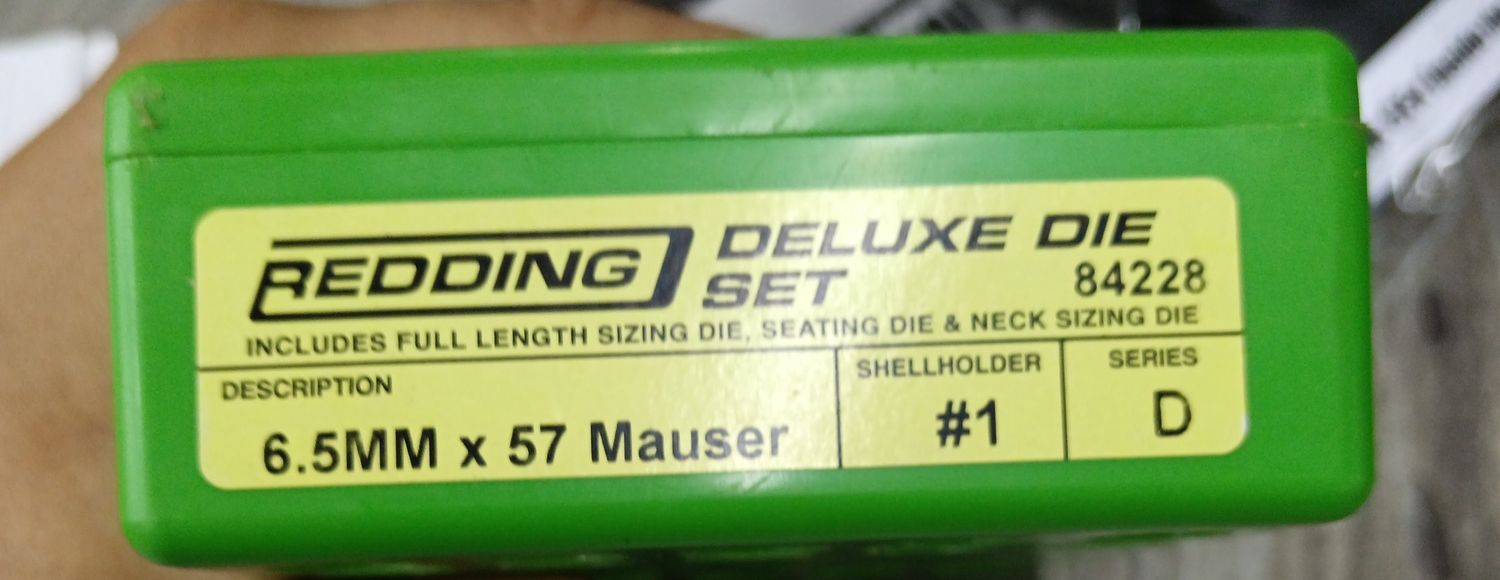 REDDING DELUXE DIE
SET 84228
INCLUDES FULL LENGTH SIZING DIE, SEATING DIE & NECK SIZING DIE
DESCRIPTION SHELLHOLDER SERIES
6.5MM x 57 Mauser #1 D